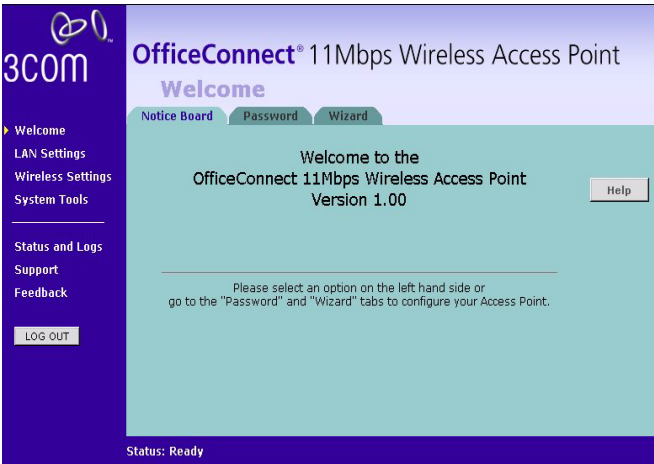 3COM
OfficeConnect® 11Mbps Wireless Access Point
Welcome
Notice Board
Password
Wizard
Welcome
LAN Settings
Wireless Settings
System Tools
Status and Logs
Support
Feedback
LOG OUT
Welcome to the
OfficeConnect 11Mbps Wireless Access Point
Version 1.00
Help
Please select an option on the left hand side or
go to the "Password" and "Wizard" tabs to configure your Access Point.
Status: Ready